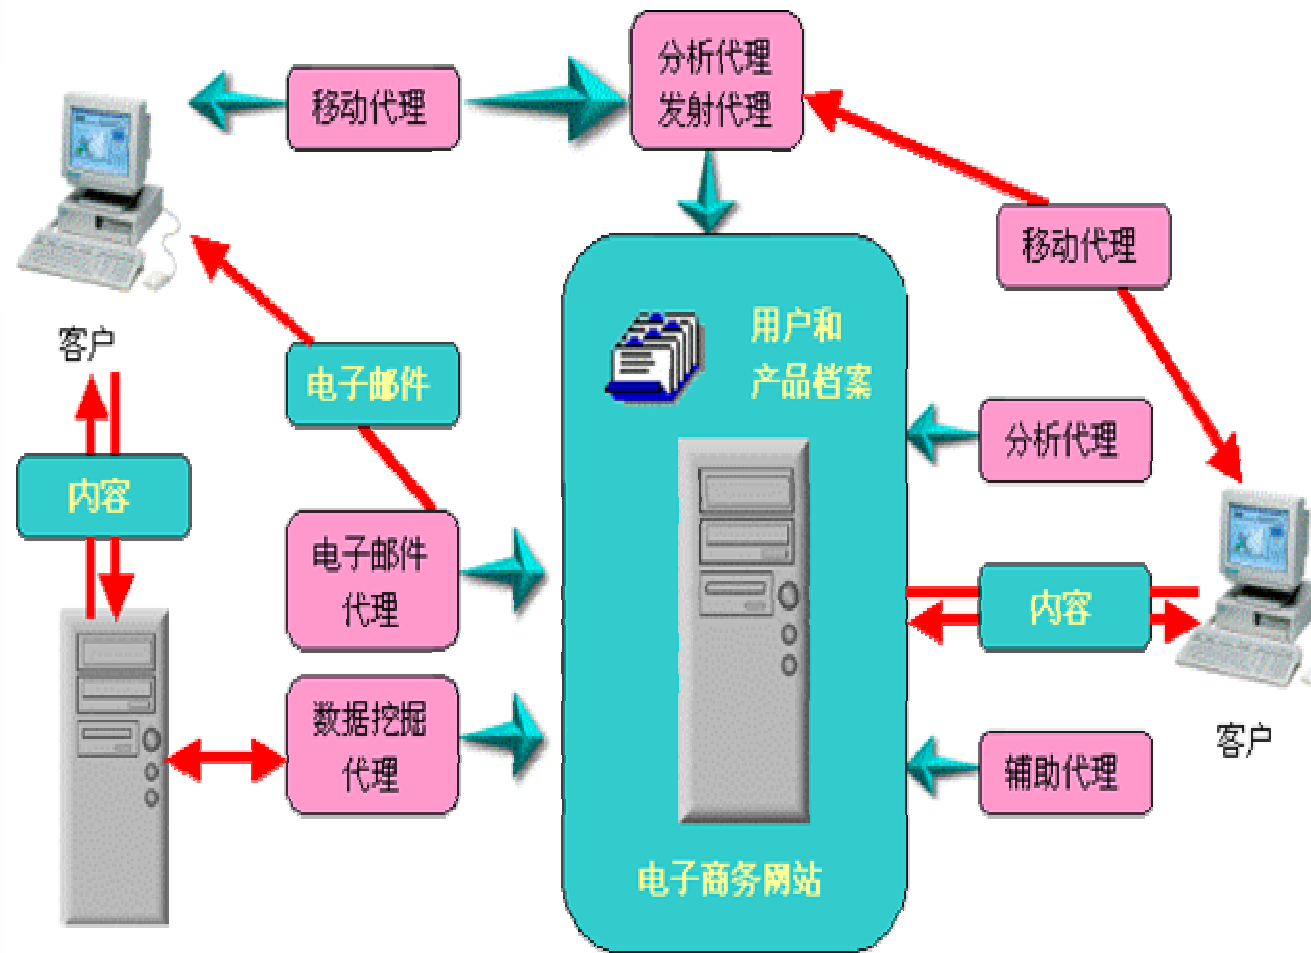 移动代理
分析代理
发射代理
移动代理
客户
电子邮件
用户和
产品档案
分析代理
内容
电子邮件
代理
内容
数据挖掘
代理
客户
辅助代理
电子商务网站